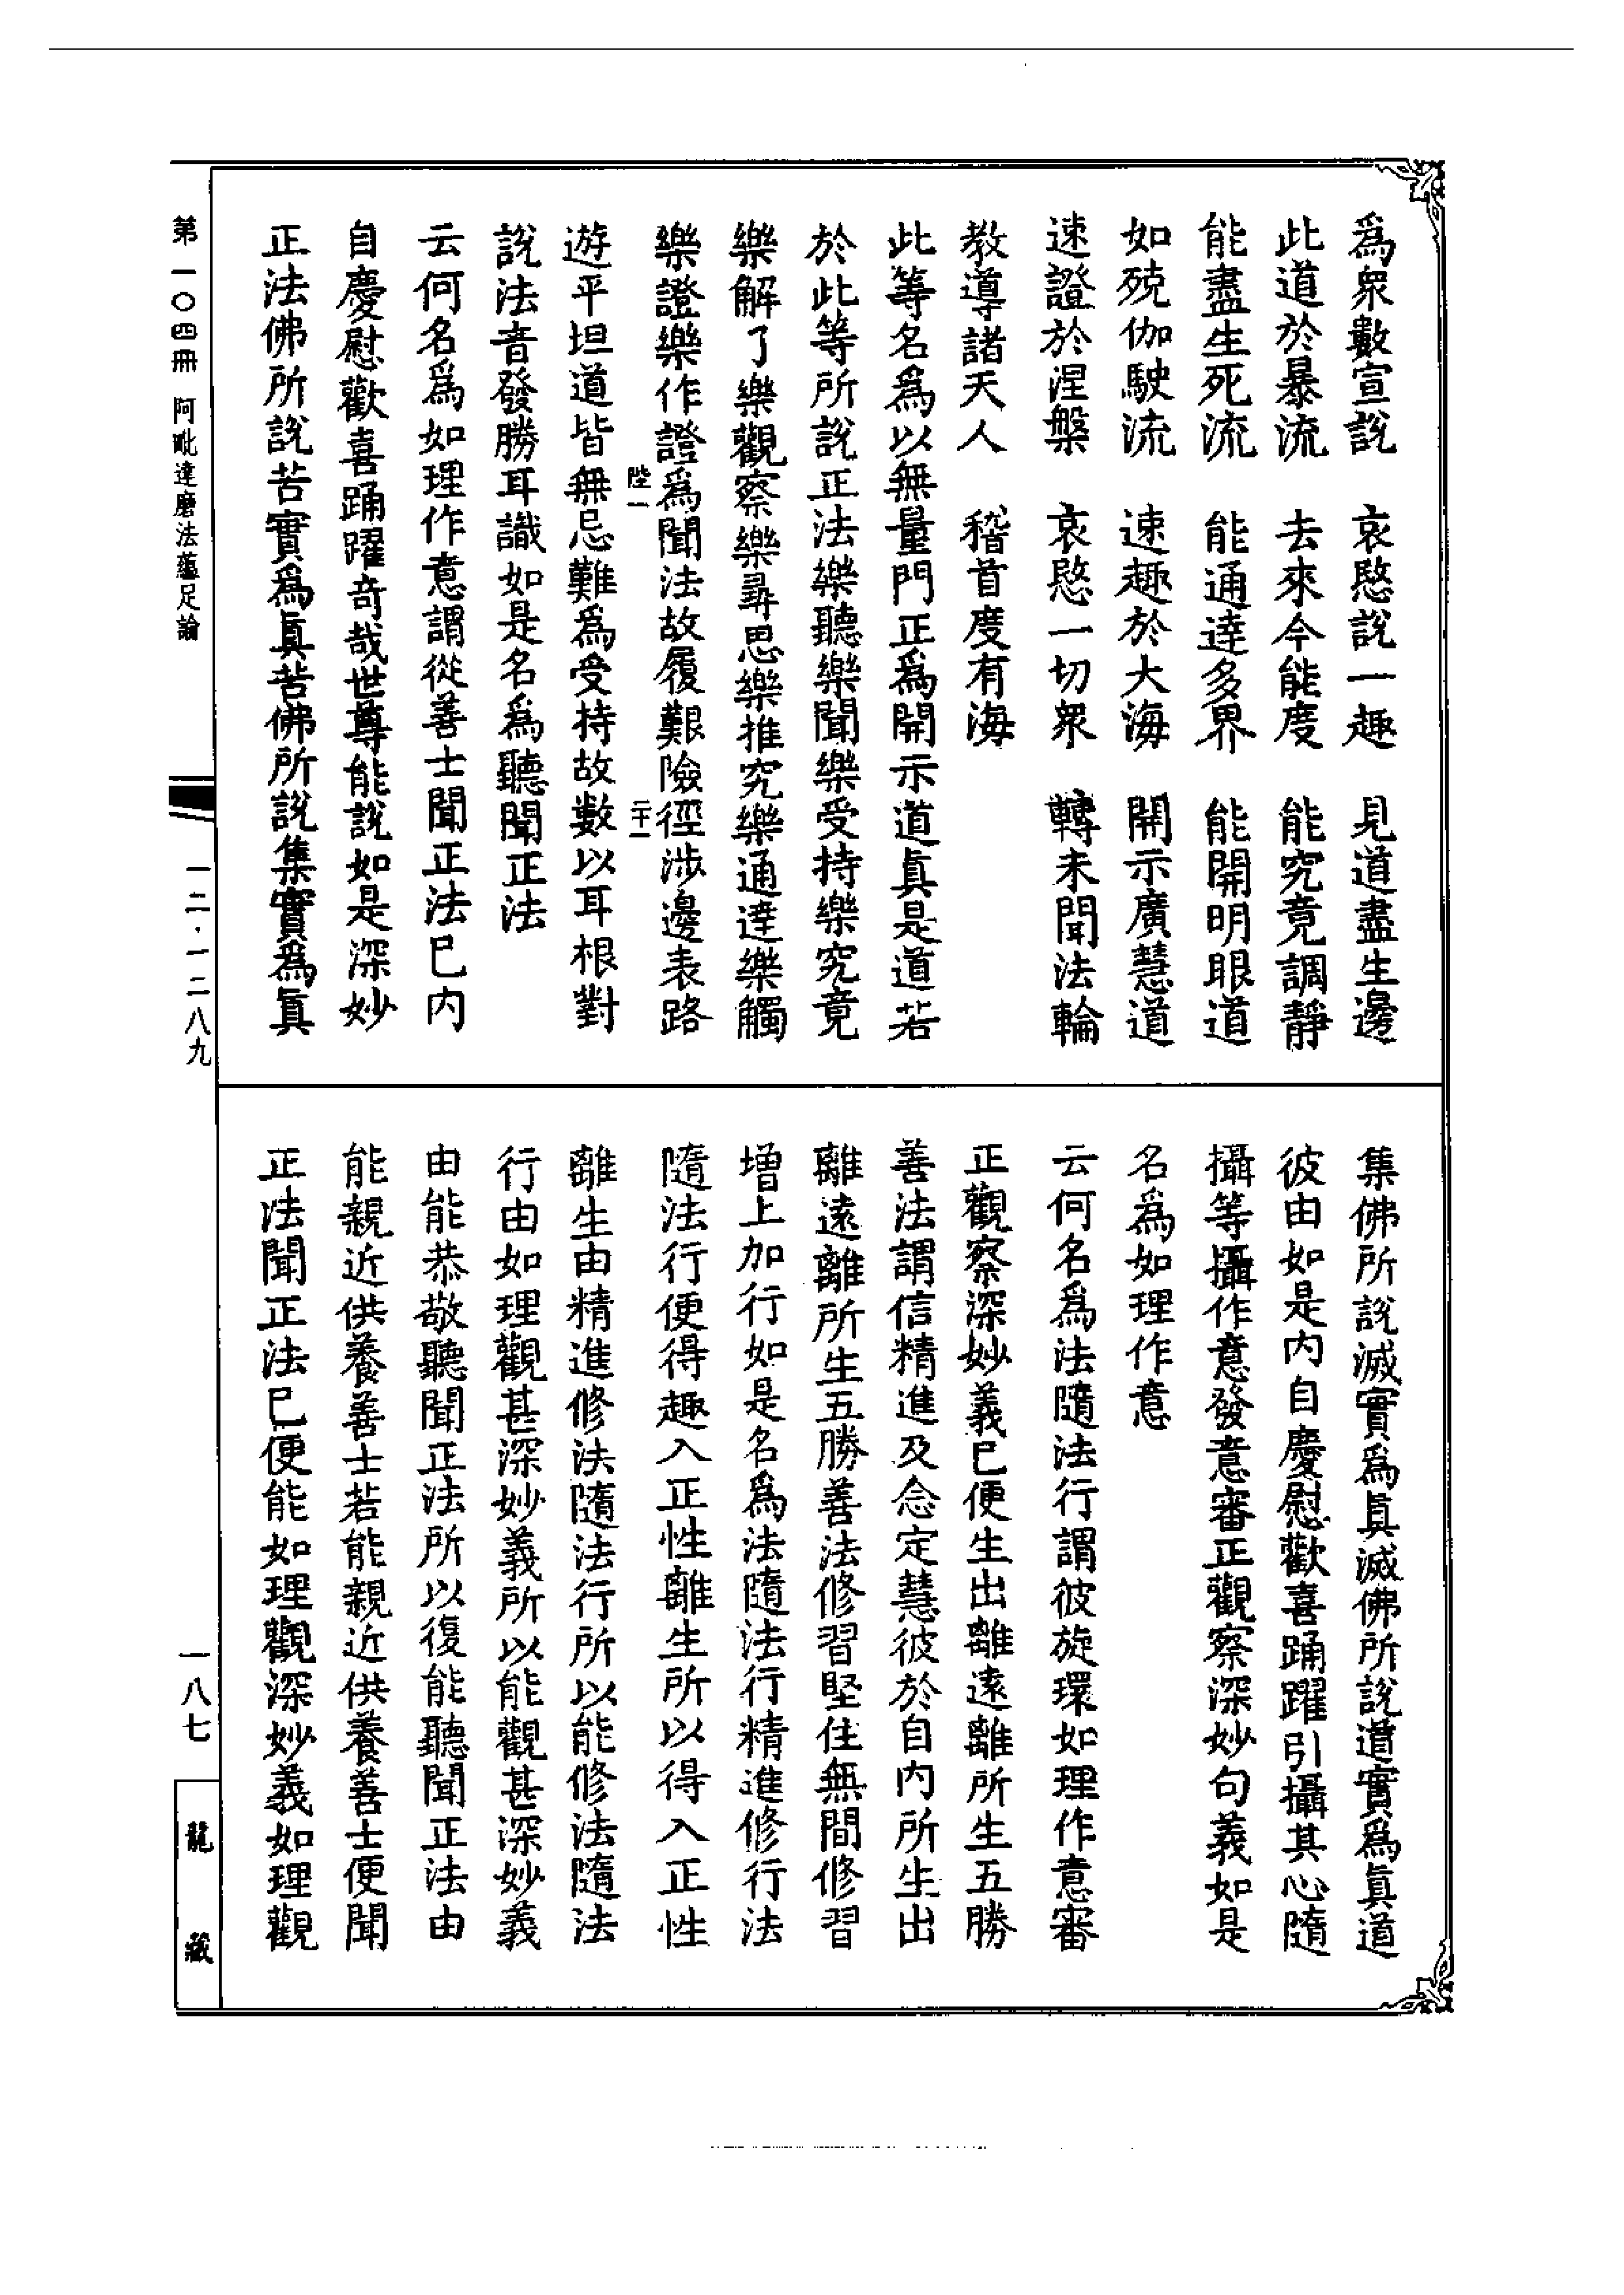 爲衆數宣說　哀愍說一趣　見道盡生邊
此道於暴流　去來今能度　能究竟調靜
能盡生死流　能通達多界　能開明眼道
如殑伽駛流　速趣於大海　開示廣慧道
速證於涅槃　哀愍一切衆　轉未聞法輪
教導諸天人　稽首度有海
此等名爲以無量門正爲開示道眞是道若
於此等所說正法樂聽樂聞樂受持樂究竟
樂解了樂觀察樂尋思樂推究樂通達樂觸
樂證樂作證爲聞法故履艱險徑涉邊表路
陞一　二十一
遊平坦道皆無忌難爲受持故數以耳根對
說法音發勝耳識如是名爲聽聞正法
云何名爲如理作意謂從善士聞正法巳内
自慶慰歡喜踊躍奇哉世尊能說如是深妙
正法佛所說苦實爲眞苦佛所說集實爲眞
集佛所說滅實爲眞滅佛所說道實爲眞道
彼由如是内自慶慰歡喜踊躍引攝其心隨
攝等攝作意發意審正觀察深妙句義如是
名爲如理作意
云何名爲法隨法行謂彼旋環如理作意審
正觀察深妙義巳便生出離遠離所生五勝
善法謂信精進及念定慧彼於自内所生出
離遠離所生五勝善法修習堅住無間修習
增上加行如是名爲法隨法行精進修行法
隨法行便得趣入正性離生所以得入正性
離生由精進修法隨法行所以能修法隨法
行由如理觀甚深妙義所以能觀甚深妙義
由能恭敬聽聞正法所以復能聽聞正法由
能親近供養善士若能親近供養善士便聞
正法聞正法巳便能如理觀深妙義如理觀
第一〇四冊　阿毗達磨法蘊足論
一二·一二八九
一八七
龍藏